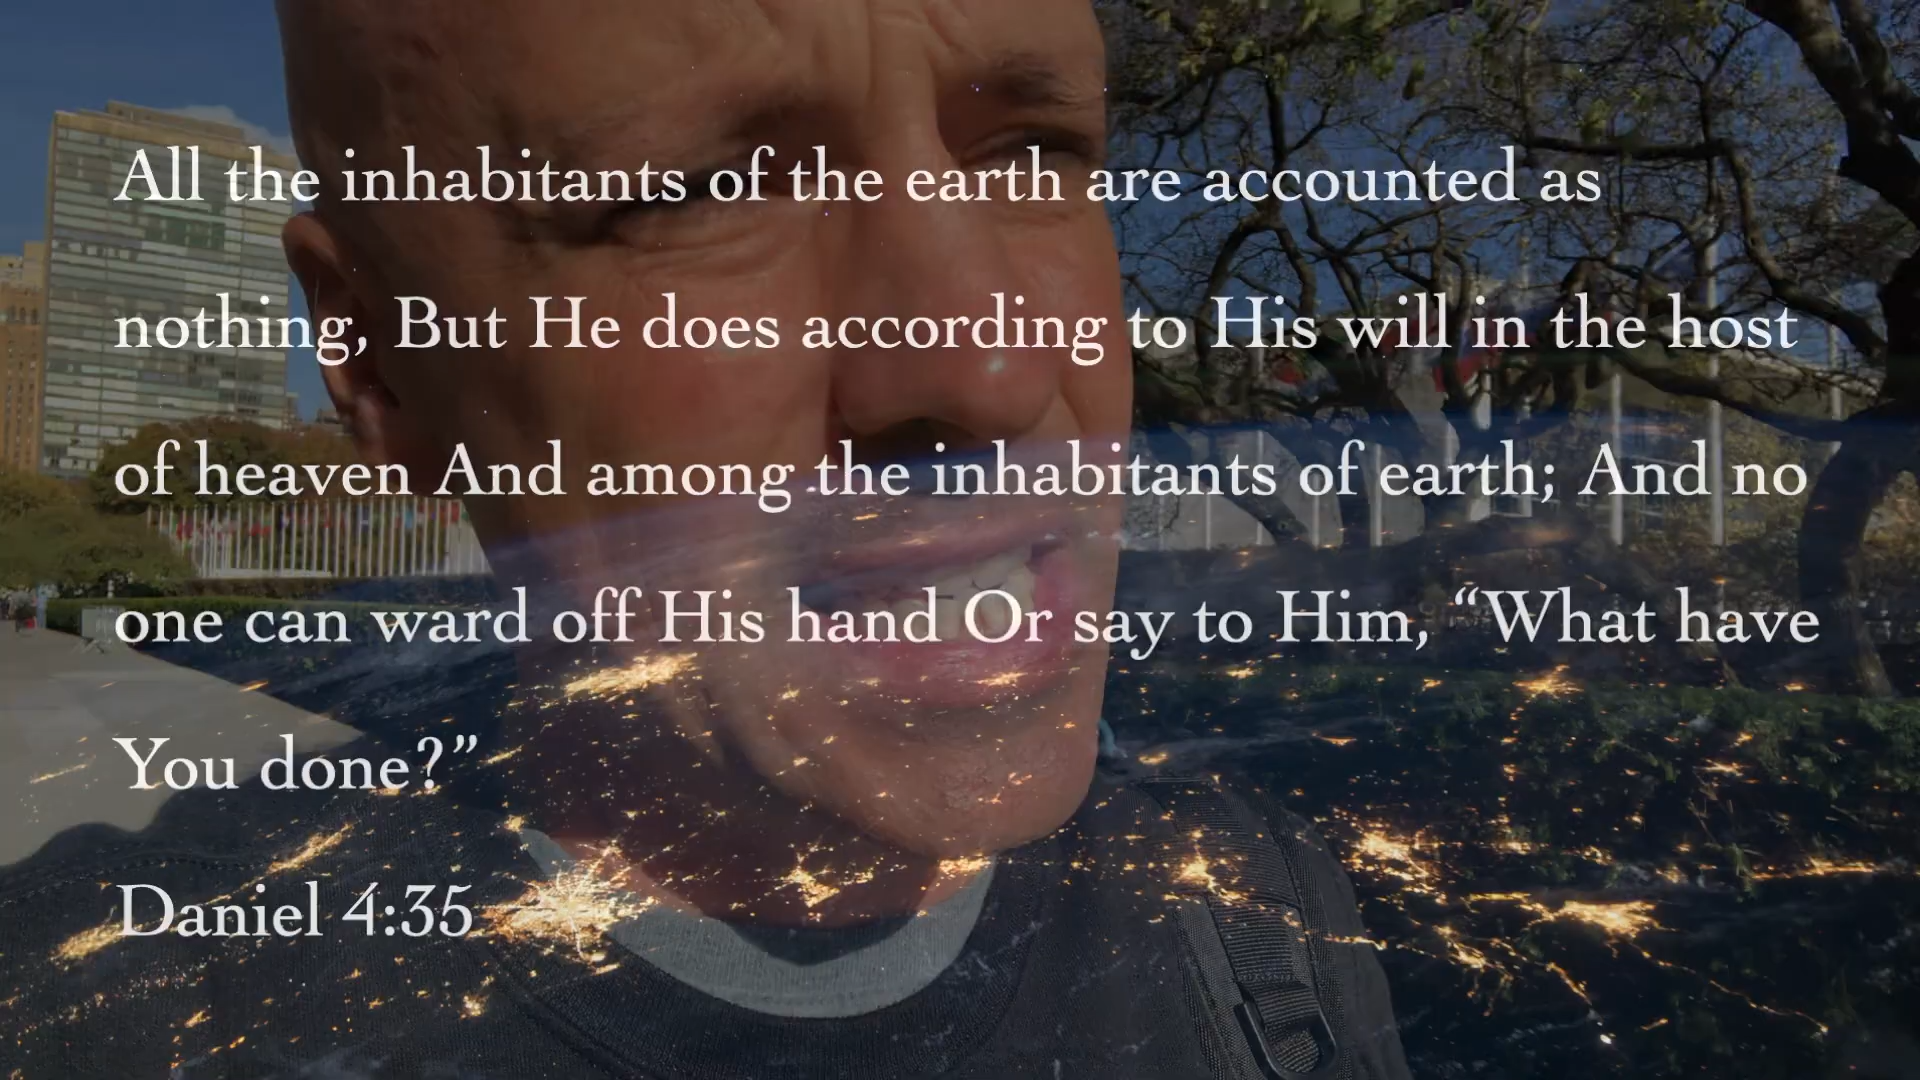 All the inhabitants of the earth are accounted as
nothing, But He does according to His will in the host
of heaven And among the inhabitants of earth; And no
one can ward off His hand Or say to Him, “What have
You done?”
Daniel 4:35